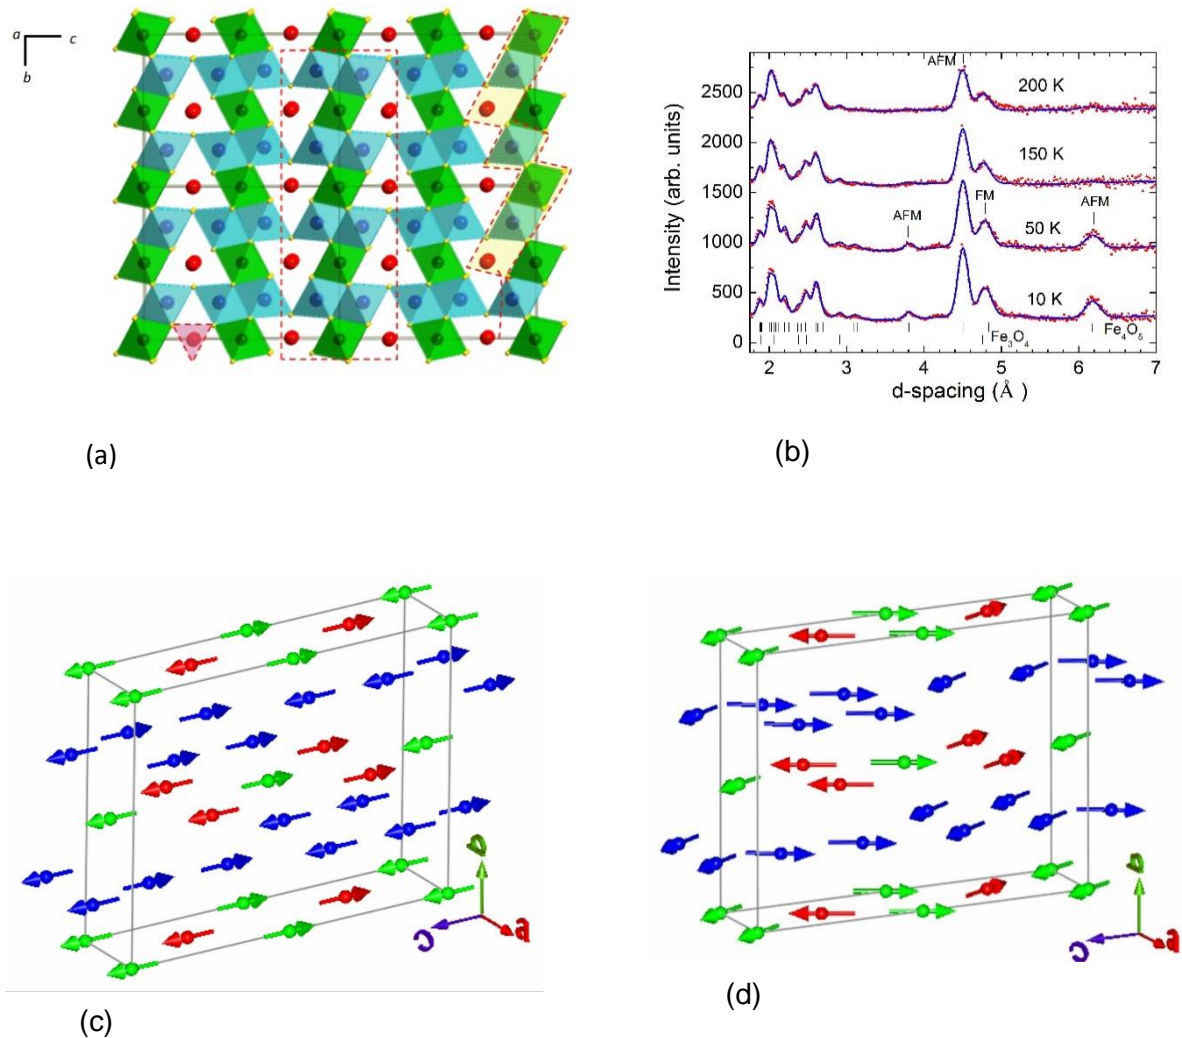 a c
b
(a)
Intensity (arb. units)
2500
2000
1500
1000
500
0
AFM
200 K
150 K
AFM
FM
AFM
50 K
10 K
Fe₃O₄
Fe₄O₅
2 3 4 5 6 7
d-spacing (Å )
(b)
b
c
a
(c)
b
c
a
(d)